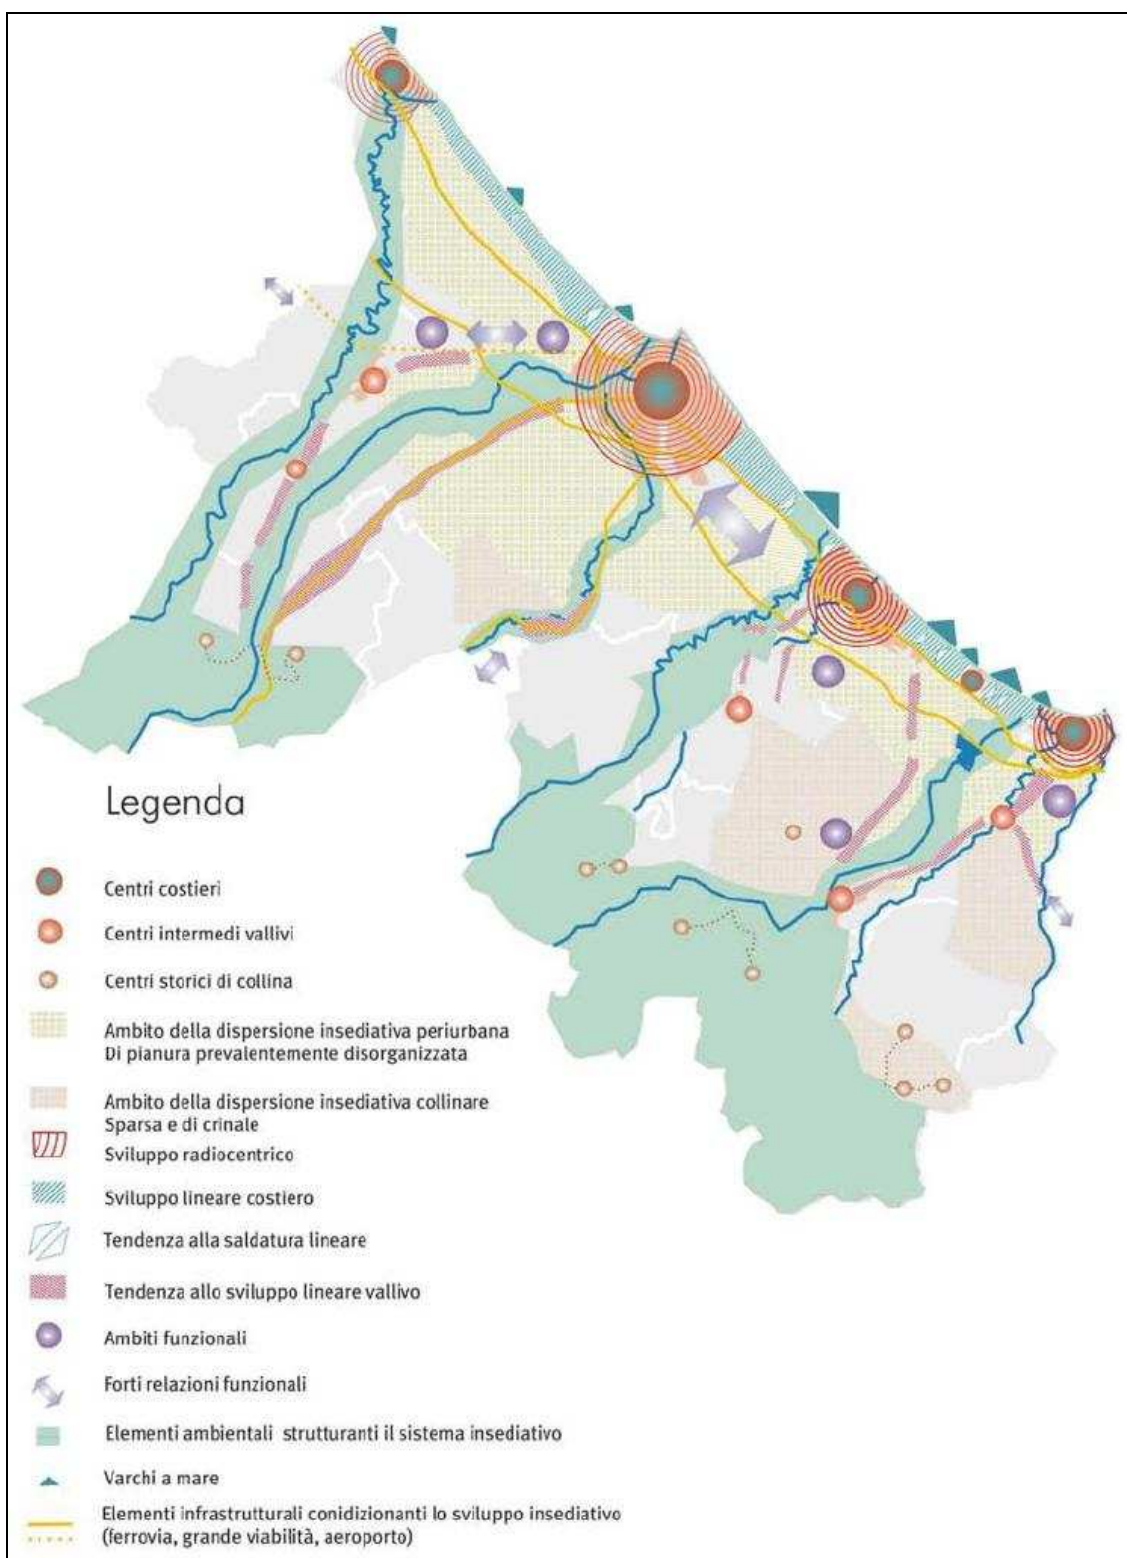 Legenda
Centri costieri
Centri intermedi vallivi
Centri storici di collina
Ambito della dispersione insediativa periurbana
Di pianura prevalentemente disorganizzata
Ambito della dispersione insediativa collinare
Sparsa e di crinale
Sviluppo radiocentrico
Sviluppo lineare costiero
Tendenza alla saldatura lineare
Tendenza allo sviluppo lineare vallivo
Ambiti funzionali
Forti relazioni funzionali
Elementi ambientali strutturanti il sistema insediativo
Varchi a mare
Elementi infrastrutturali conidizionanti lo sviluppo insediativo
(ferrovia, grande viabilità, aeroporto)